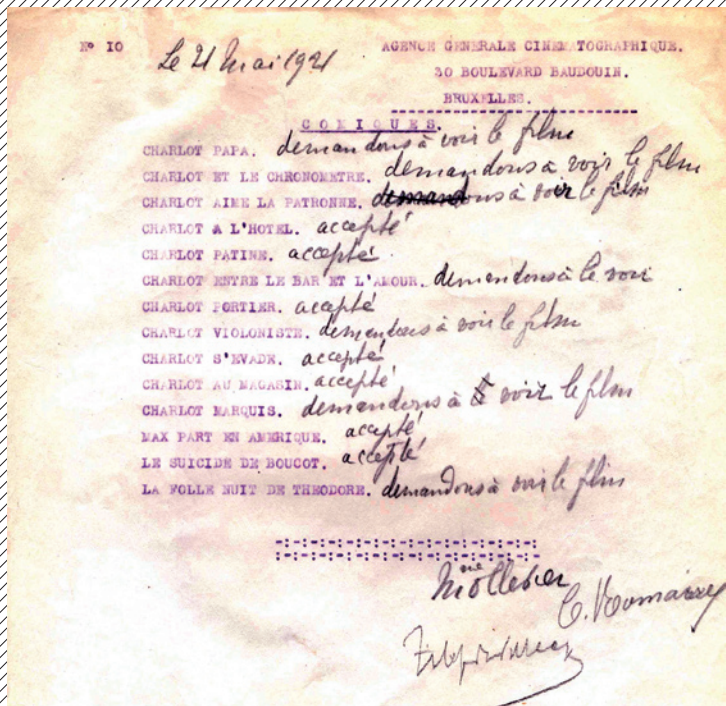 N° 10
Le 21 Mai 1921
AGENCE GENERALE CINEMATOGRAPHIQUE.
30 BOULEVARD BAUDOUIN.
BRUXELLES.
COMIQUES.
CHARLOT PAPA. demandons à voir le film
CHARLOT ET LE CHRONOMETRE. demandons à voir le film
CHARLOT AIME LA PATRONNE. demandons à voir le film
CHARLOT A L'HOTEL. accepté
CHARLOT PATINE. accepté
CHARLOT ENTRE LE BAR ET L'AMOUR. demandons à le voir
CHARLOT PORTIER. accepté
CHARLOT VIOLONISTE. demandons à voir le film
CHARLOT S'EVADE. accepté
CHARLOT AU MAGASIN. accepté
CHARLOT MARQUIS. demandons à voir le film
MAX PART EN AMERIQUE. accepté
LE SUICIDE DE BOUCOT. accepté
LA FOLLE NUIT DE THEODORE. demandons à voir le film